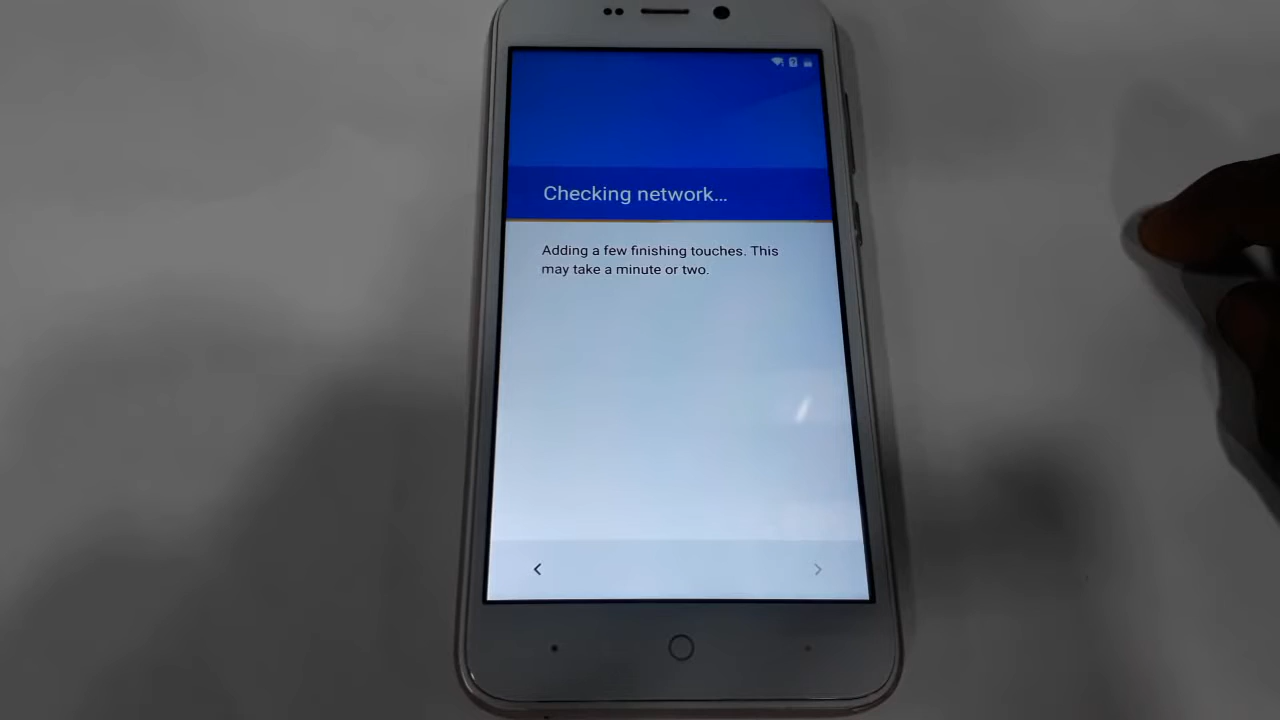 Checking network...
Adding a few finishing touches. This
may take a minute or two.